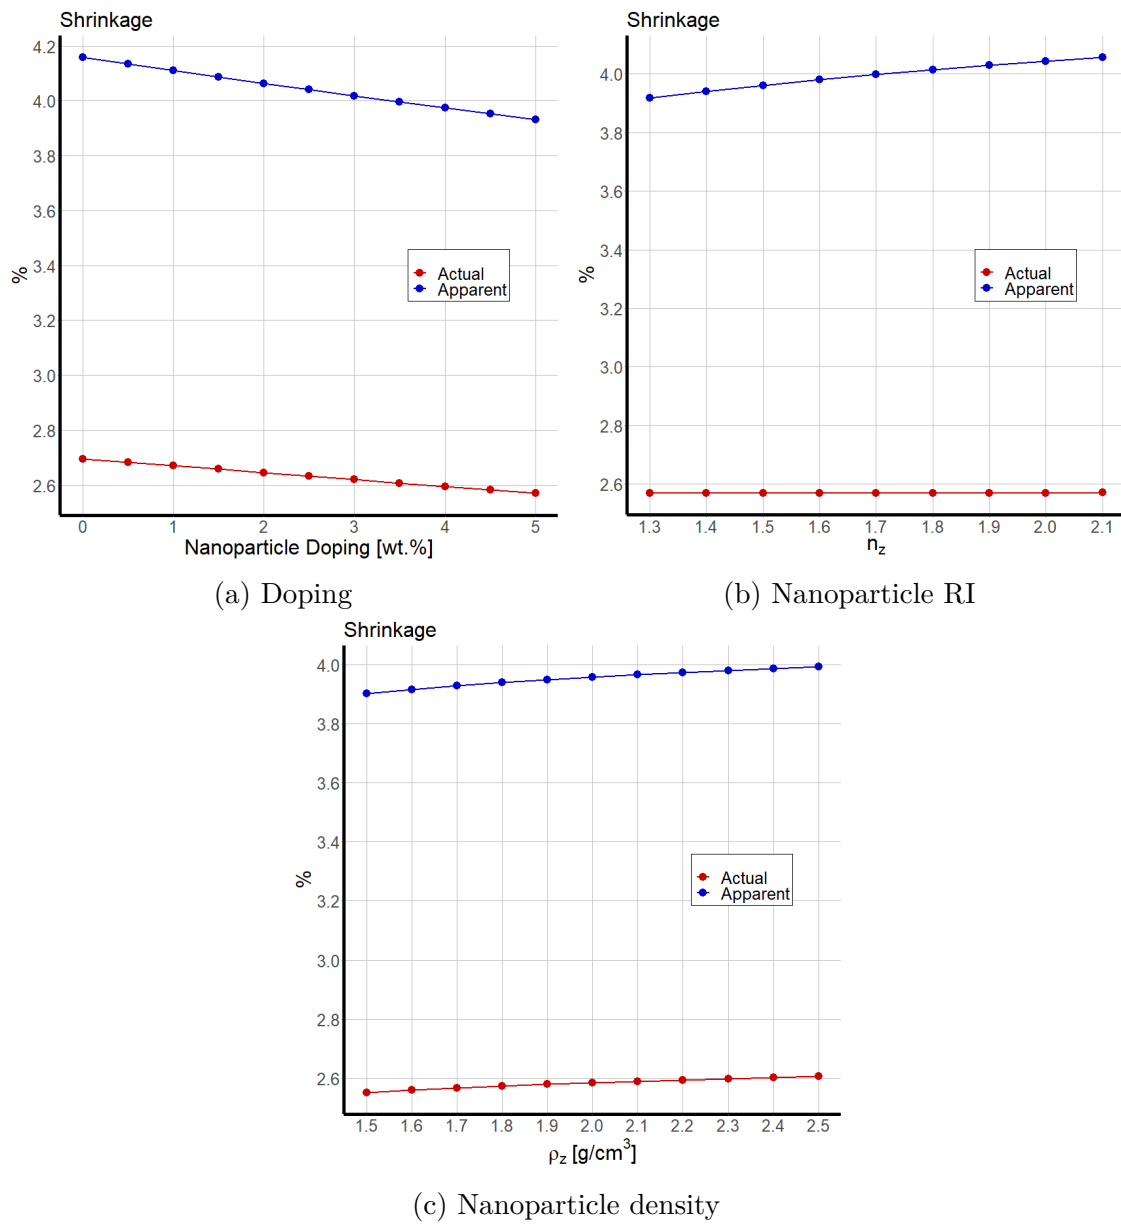 Shrinkage
4.2
4.0
3.8
3.6
3.4
3.2
3.0
2.8
2.6
%
Actual
Apparent
0 1 2 3 4 5
Nanoparticle Doping [wt.%]
(a) Doping
Shrinkage
4.0
3.8
3.6
3.4
3.2
3.0
2.8
2.6
%
Actual
Apparent
1.3 1.4 1.5 1.6 1.7 1.8 1.9 2.0 2.1
n_z
(b) Nanoparticle RI
Shrinkage
4.0
3.8
3.6
3.4
3.2
3.0
2.8
2.6
%
Actual
Apparent
1.5 1.6 1.7 1.8 1.9 2.0 2.1 2.2 2.3 2.4 2.5
ρ_z [g/cm³]
(c) Nanoparticle density